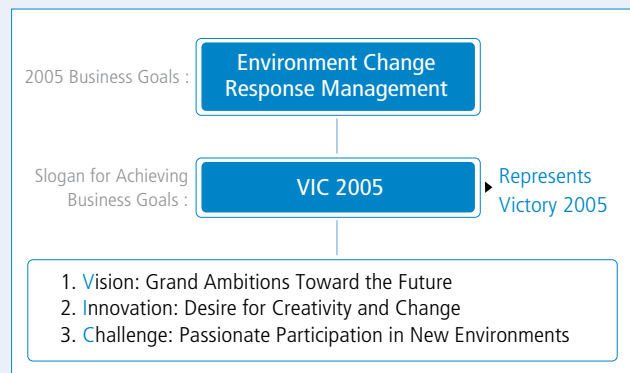 2005 Business Goals :
Environment Change
Response Management
Slogan for Achieving
Business Goals :
VIC 2005
Represents
Victory 2005
1. Vision: Grand Ambitions Toward the Future
2. Innovation: Desire for Creativity and Change
3. Challenge: Passionate Participation in New Environments